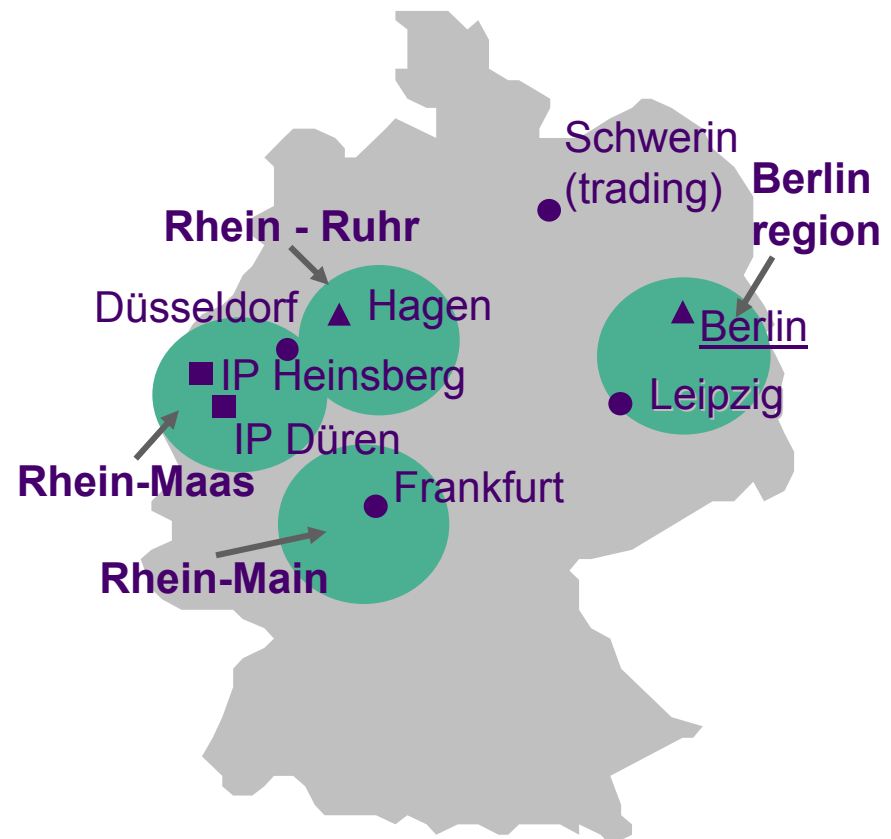 Schwerin
(trading)
Berlin
region
Rhein - Ruhr
Düsseldorf
Hagen
Berlin
IP Heinsberg
Leipzig
IP Düren
Rhein-Maas
Frankfurt
Rhein-Main